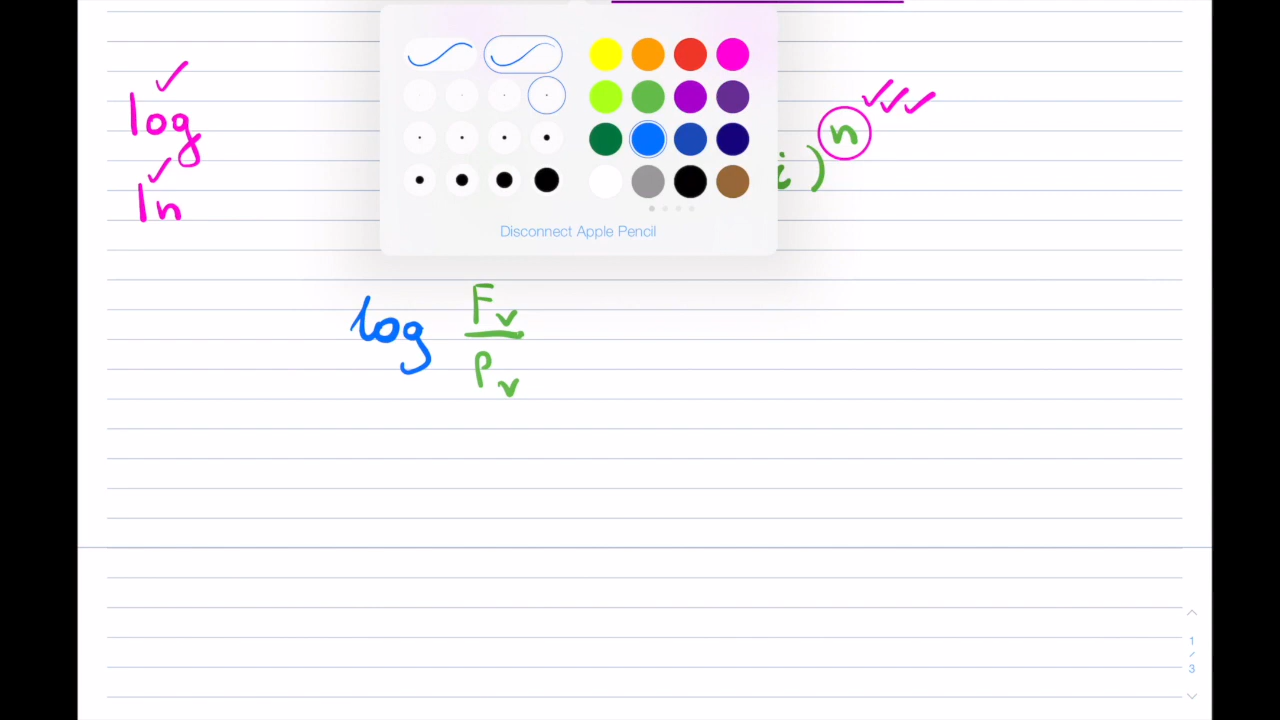 log
ln
i)ⁿ
Disconnect Apple Pencil
log Fv/Pv
1
/
3